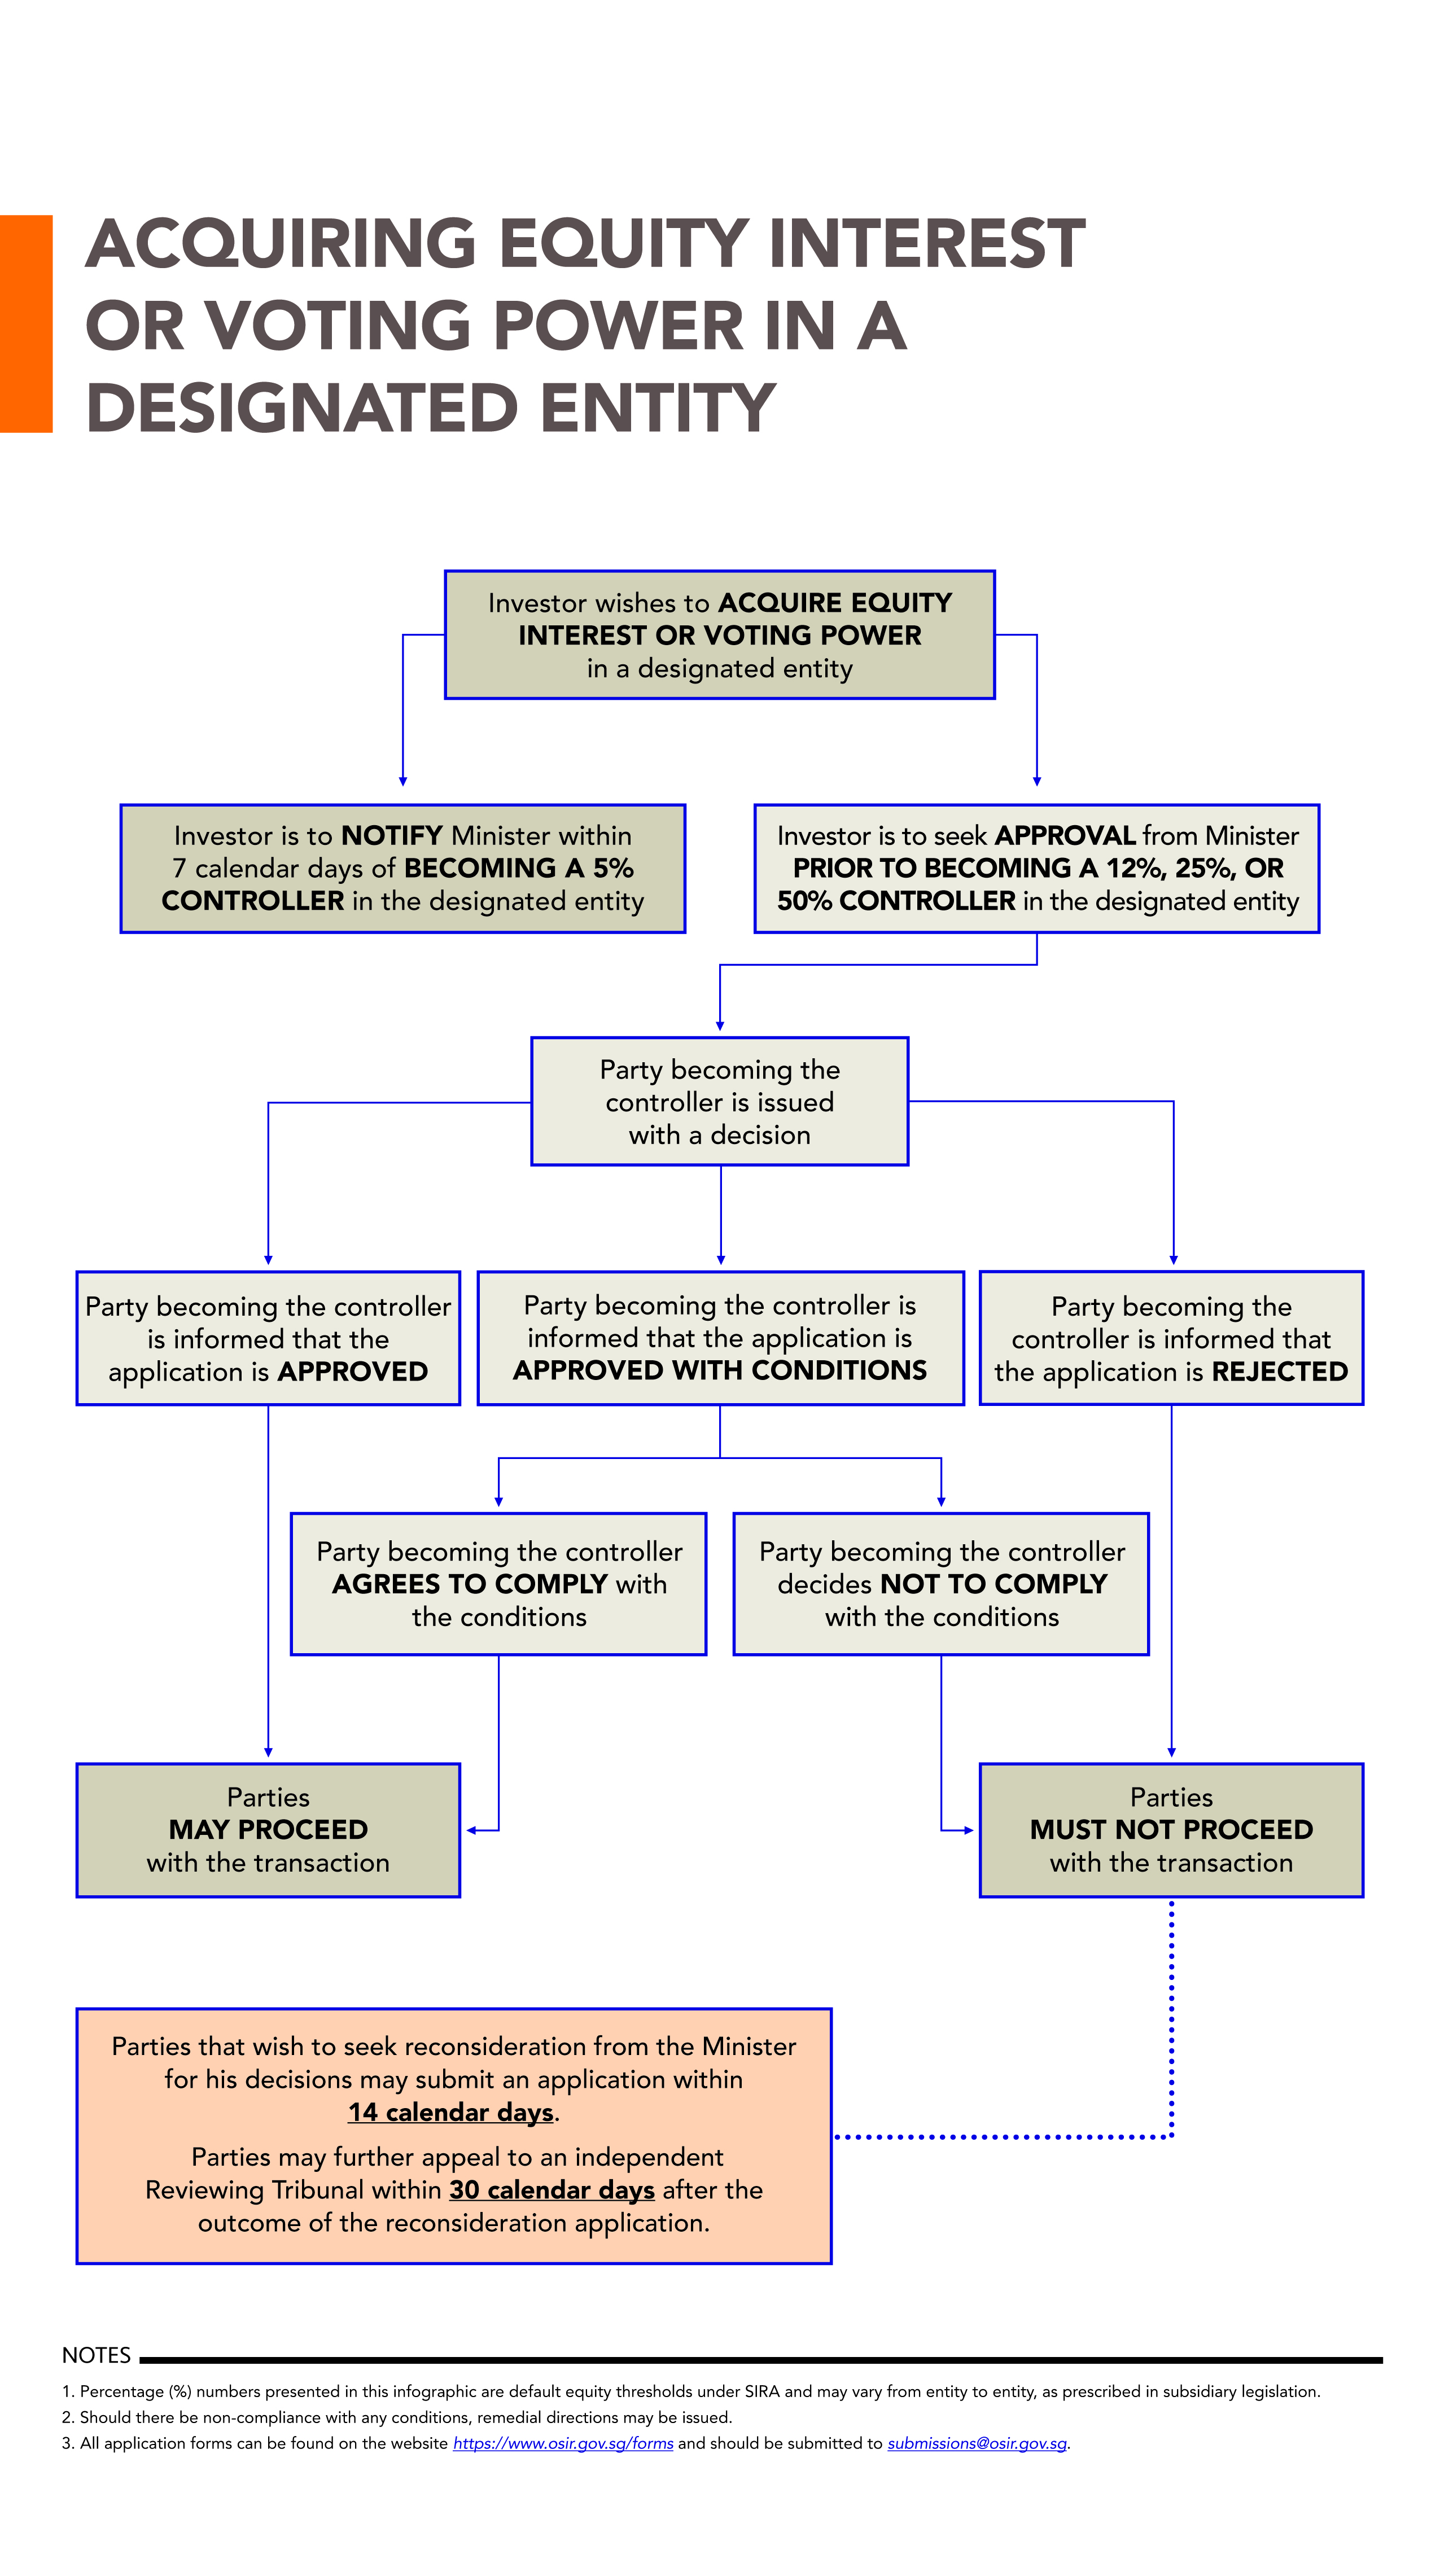 ACQUIRING EQUITY INTEREST
OR VOTING POWER IN A
DESIGNATED ENTITY
Investor wishes to ACQUIRE EQUITY
INTEREST OR VOTING POWER
in a designated entity
Investor is to NOTIFY Minister within
7 calendar days of BECOMING A 5%
CONTROLLER in the designated entity
Investor is to seek APPROVAL from Minister
PRIOR TO BECOMING A 12%, 25%, OR
50% CONTROLLER in the designated entity
Party becoming the
controller is issued
with a decision
Party becoming the controller
is informed that the
application is APPROVED
Party becoming the controller is
informed that the application is
APPROVED WITH CONDITIONS
Party becoming the
controller is informed that
the application is REJECTED
Party becoming the controller
AGREES TO COMPLY with
the conditions
Party becoming the controller
decides NOT TO COMPLY
with the conditions
Parties
MAY PROCEED
with the transaction
Parties
MUST NOT PROCEED
with the transaction
Parties that wish to seek reconsideration from the Minister
for his decisions may submit an application within
14 calendar days.
Parties may further appeal to an independent
Reviewing Tribunal within 30 calendar days after the
outcome of the reconsideration application.
NOTES
1. Percentage (%) numbers presented in this infographic are default equity thresholds under SIRA and may vary from entity to entity, as prescribed in subsidiary legislation.
2. Should there be non-compliance with any conditions, remedial directions may be issued.
3. All application forms can be found on the website https://www.osir.gov.sg/forms and should be submitted to submissions@osir.gov.sg.